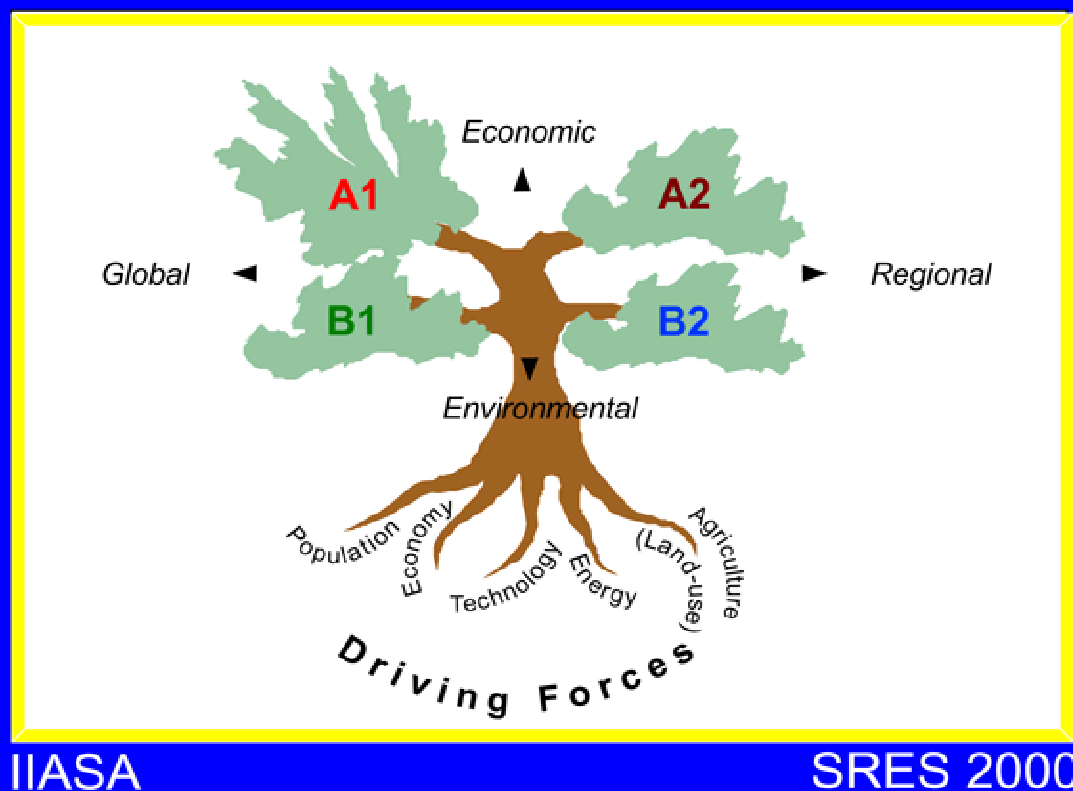 Economic
A1
A2
Global
Regional
B1
B2
Environmental
Population
Economy
Technology
Energy
(Land-use)
Agriculture
Driving Forces
IIASA
SRES 2000